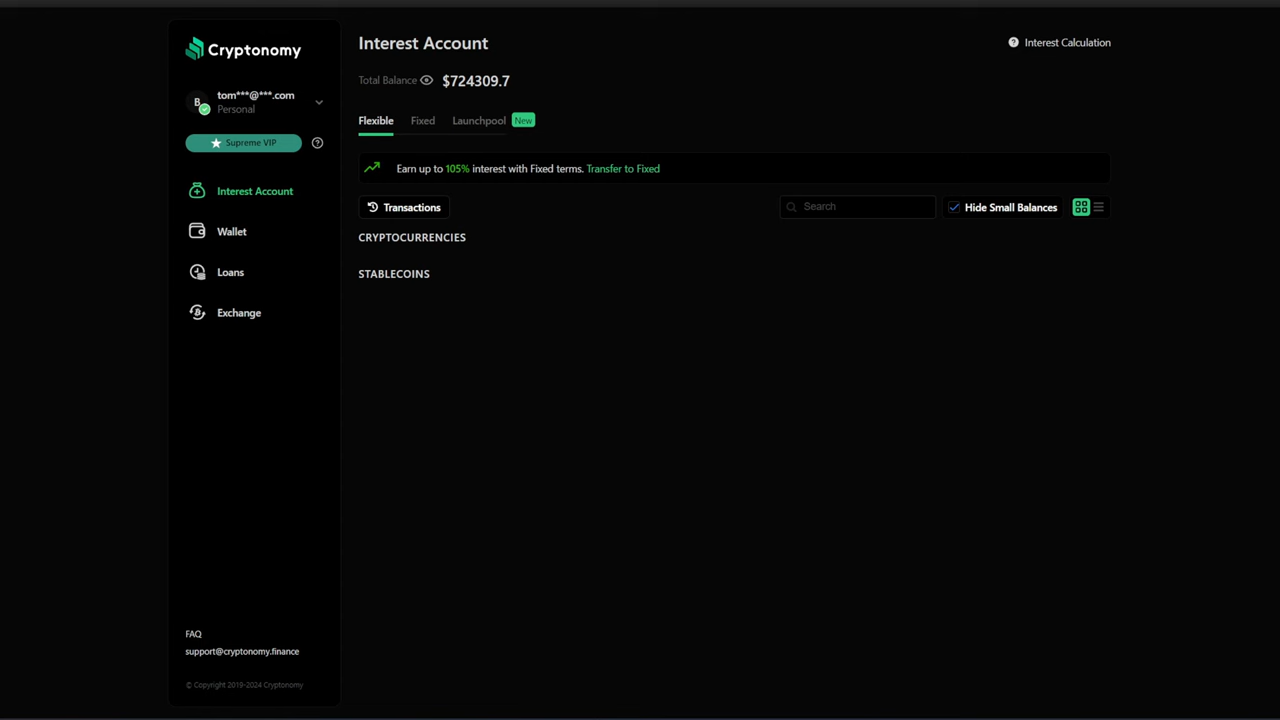 Cryptonomy
B
tom***@***.com
Personal
Supreme VIP
Interest Account
Wallet
Loans
Exchange
FAQ
support@cryptonomy.finance
© Copyright 2019-2024 Cryptonomy
Interest Account
Interest Calculation
Total Balance $724309.7
Flexible Fixed Launchpool New
Earn up to 105% interest with Fixed terms. Transfer to Fixed
Transactions
Search
Hide Small Balances
CRYPTOCURRENCIES
STABLECOINS